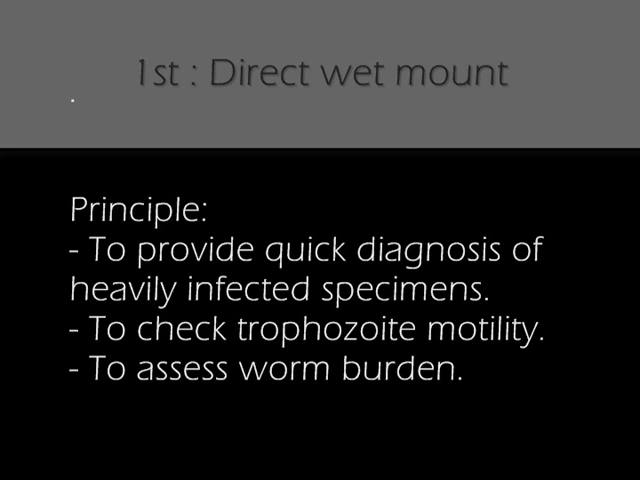 1st : Direct wet mount
.
Principle:
- To provide quick diagnosis of
heavily infected specimens.
- To check trophozoite motility.
- To assess worm burden.